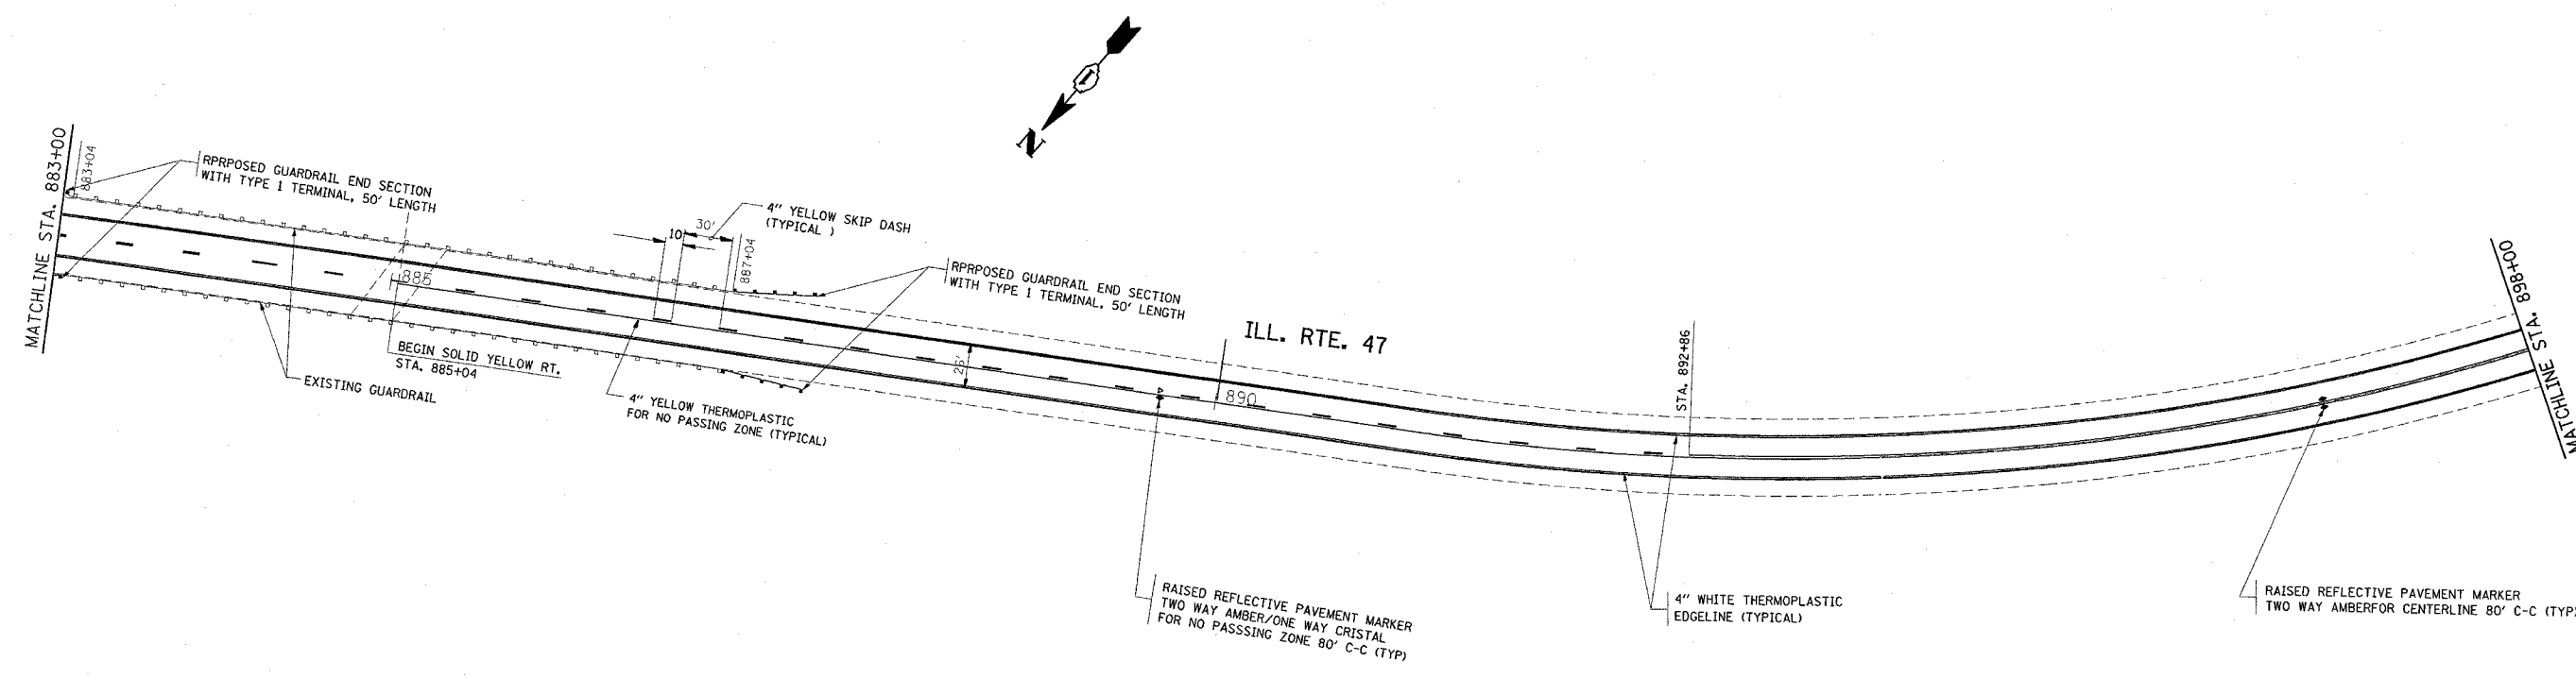 MATCHLINE STA. 883+00
883+04
RPRPOSED GUARDRAIL END SECTION
WITH TYPE 1 TERMINAL, 50' LENGTH
885
BEGIN SOLID YELLOW RT.
STA. 885+04
EXISTING GUARDRAIL
10'
30'
4" YELLOW SKIP DASH
(TYPICAL )
887+04
4" YELLOW THERMOPLASTIC
FOR NO PASSING ZONE (TYPICAL)
RPRPOSED GUARDRAIL END SECTION
WITH TYPE 1 TERMINAL, 50' LENGTH
N
ILL. RTE. 47
890
RAISED REFLECTIVE PAVEMENT MARKER
TWO WAY AMBER/ONE WAY CRISTAL
FOR NO PASSSING ZONE 80' C-C (TYP)
STA. 892+86
4" WHITE THERMOPLASTIC
EDGELINE (TYPICAL)
RAISED REFLECTIVE PAVEMENT MARKER
TWO WAY AMBERFOR CENTERLINE 80' C-C (TYP)
MATCHLINE STA. 898+00